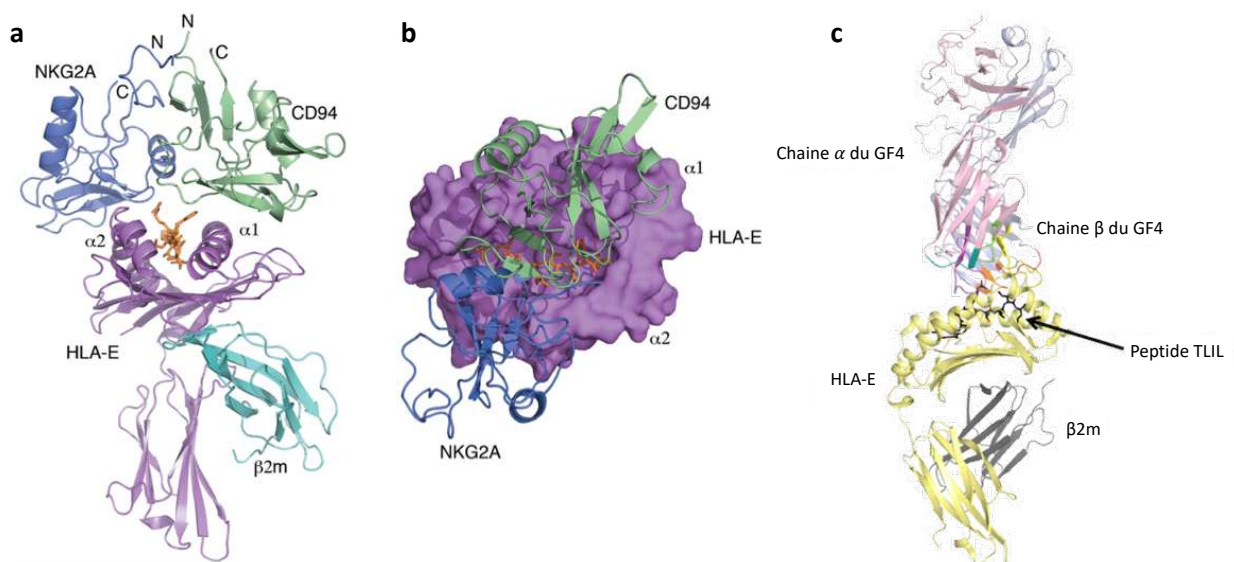 a
N
N
C
NKG2A
C
CD94
α2
α1
HLA-E
β2m
b
CD94
α1
HLA-E
α2
NKG2A
c
Chaine α du GF4
Chaine β du GF4
Peptide TLIL
HLA-E
β2m